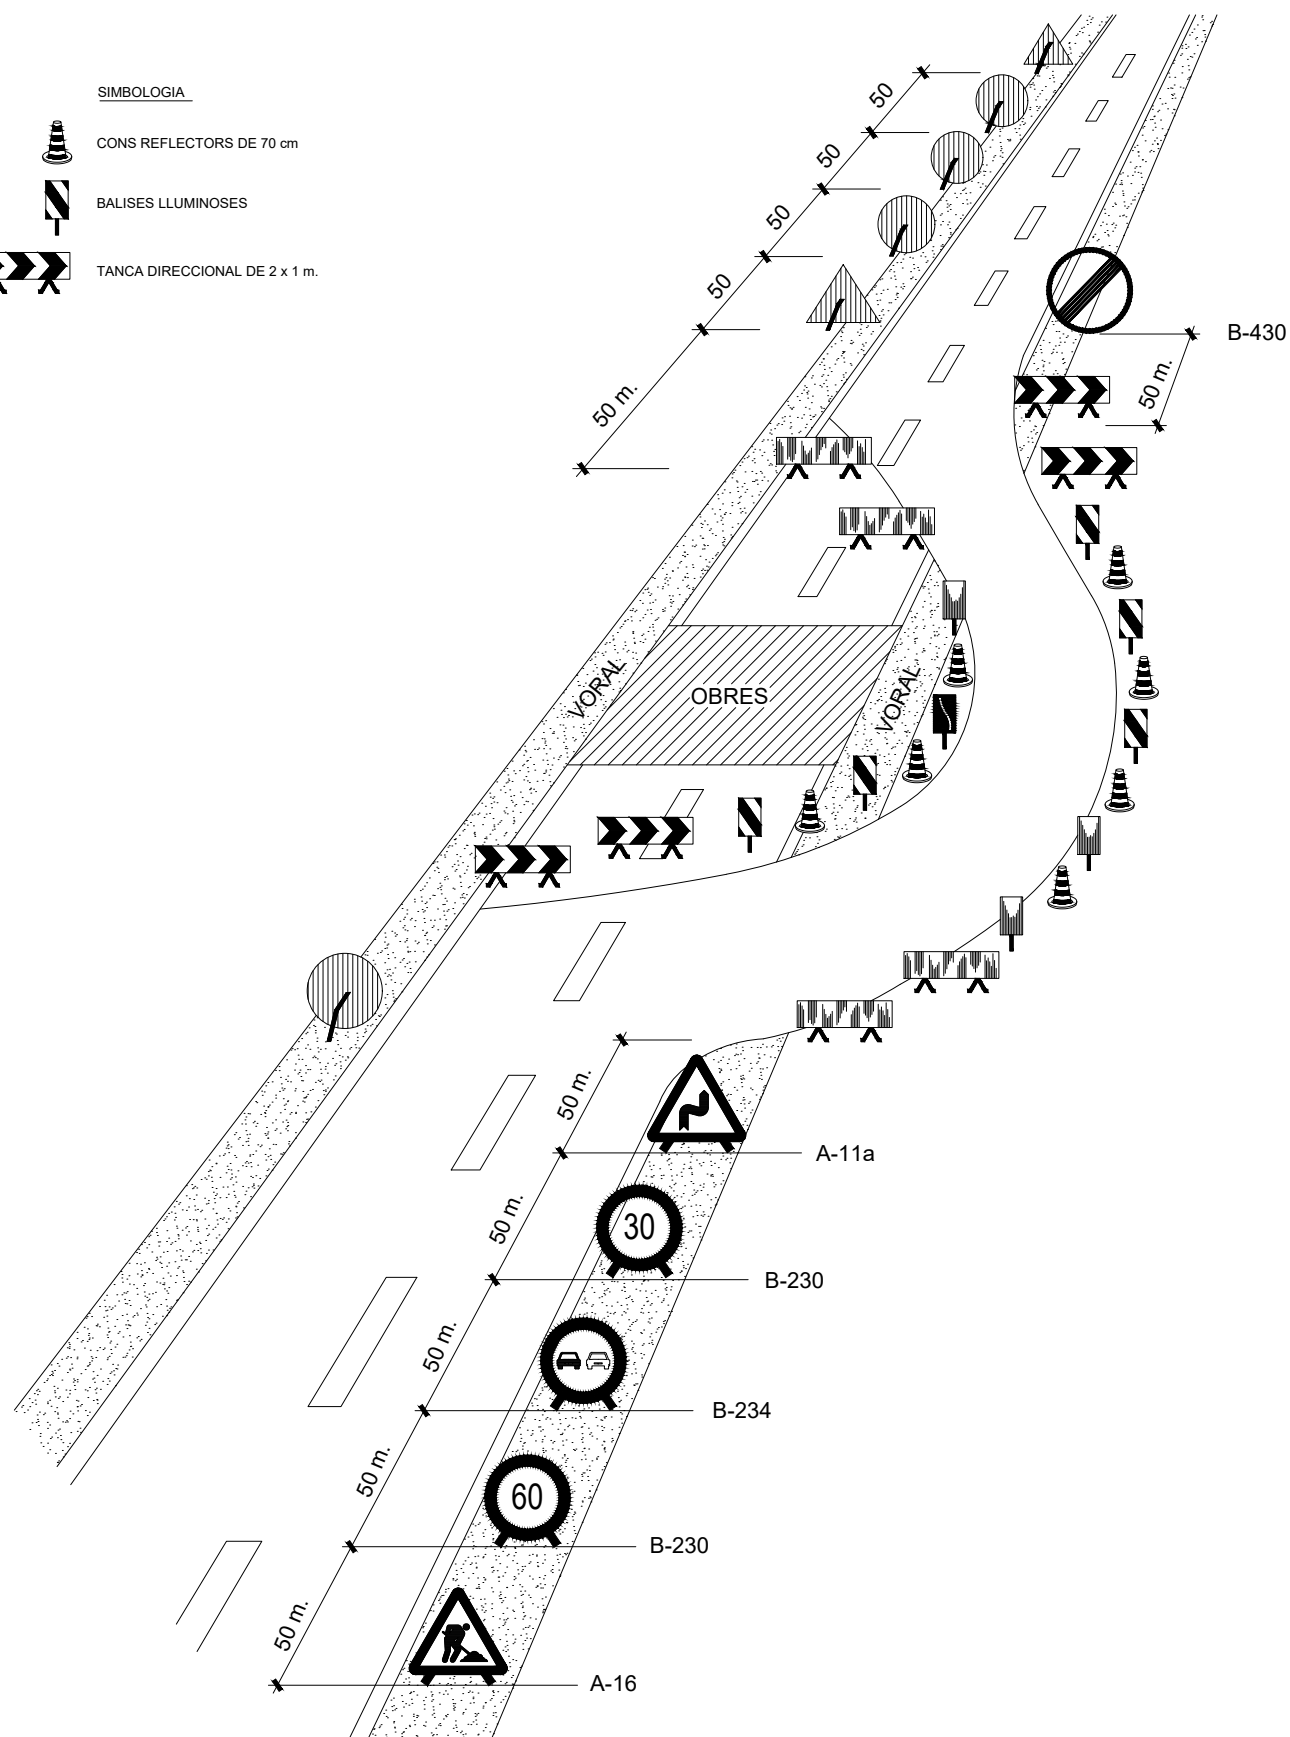 SIMBOLOGIA
CONS REFLECTORS DE 70 cm
BALISES LLUMINOSES
TANCA DIRECCIONAL DE 2 x 1 m.
50
50
50
50
50 m.
B-430
50 m.
VORAL
OBRES
VORAL
50 m.
A-11a
50 m.
30
B-230
50 m.
B-234
50 m.
60
B-230
50 m.
A-16